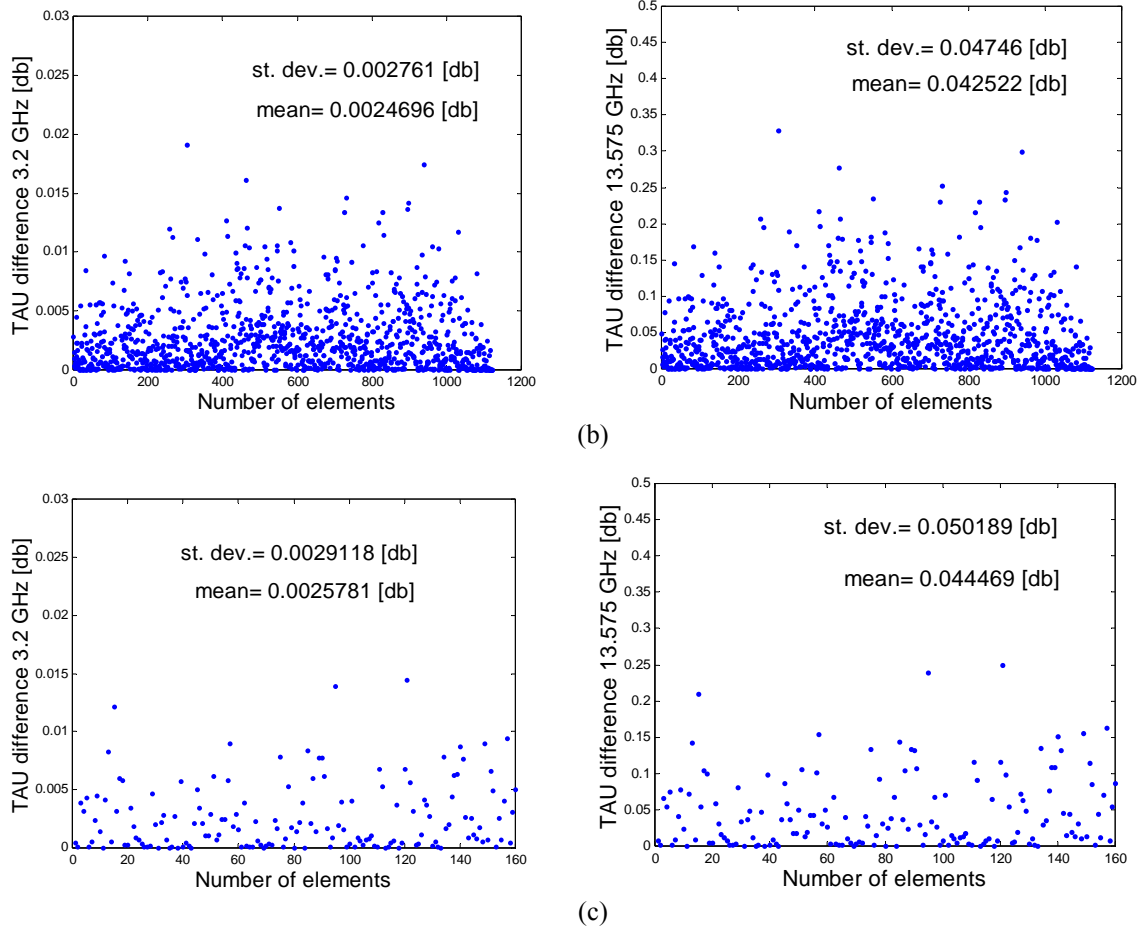 0.03
0.025
0.02
0.015
0.01
0.005
0
TAU difference 3.2 GHz [db]
st. dev.= 0.002761 [db]
mean= 0.0024696 [db]
0 200 400 600 800 1000 1200
Number of elements
0.5
0.45
0.4
0.35
0.3
0.25
0.2
0.15
0.1
0.05
0
TAU difference 13.575 GHz [db]
st. dev.= 0.04746 [db]
mean= 0.042522 [db]
0 200 400 600 800 1000 1200
Number of elements
(b)
0.03
0.025
0.02
0.015
0.01
0.005
0
TAU difference 3.2 GHz [db]
st. dev.= 0.0029118 [db]
mean= 0.0025781 [db]
0 20 40 60 80 100 120 140 160
Number of elements
0.5
0.45
0.4
0.35
0.3
0.25
0.2
0.15
0.1
0.05
0
TAU difference 13.575 GHz [db]
st. dev.= 0.050189 [db]
mean= 0.044469 [db]
0 20 40 60 80 100 120 140 160
Number of elements
(c)